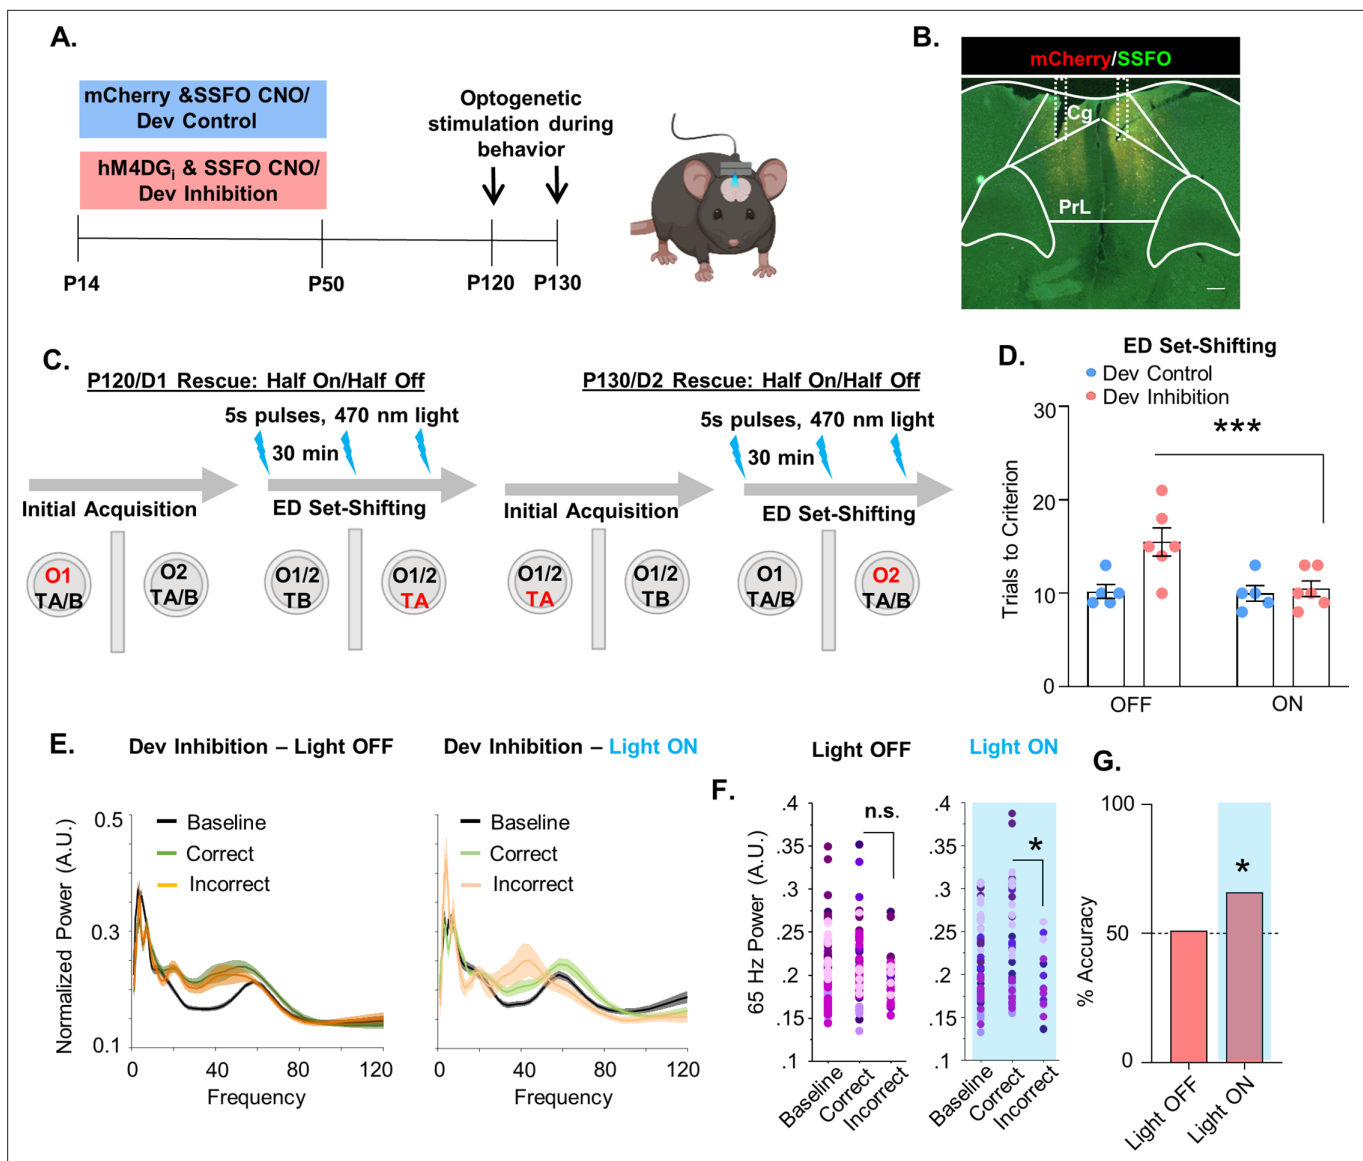 A.
mCherry &SSFO CNO/
Dev Control
hM4DGi & SSFO CNO/
Dev Inhibition
Optogenetic
stimulation during
behavior
P14
P50
P120
P130
B.
mCherry/SSFO
Cg
PrL
C.
P120/D1 Rescue: Half On/Half Off
5s pulses, 470 nm light
30 min
Initial Acquisition
ED Set-Shifting
O1
TA/B
O2
TA/B
O1/2
TB
O1/2
TA
P130/D2 Rescue: Half On/Half Off
5s pulses, 470 nm light
30 min
Initial Acquisition
ED Set-Shifting
O1/2
TA
O1/2
TB
O1
TA/B
O2
TA/B
D.
ED Set-Shifting
Dev Control
Dev Inhibition
***
Trials to Criterion
30
20
10
0
OFF
ON
E.
Dev Inhibition – Light OFF
Normalized Power (A.U.)
0.5
0.3
0.1
Baseline
Correct
Incorrect
0
40
80
120
Frequency
Dev Inhibition – Light ON
Baseline
Correct
Incorrect
0
40
80
120
Frequency
F.
Light OFF
65 Hz Power (A.U.)
.4
.35
.3
.25
.2
.15
.1
n.s.
Baseline
Correct
Incorrect
Light ON
.4
.35
.3
.25
.2
.15
.1
*
Baseline
Correct
Incorrect
G.
% Accuracy
100
50
0
*
Light OFF
Light ON